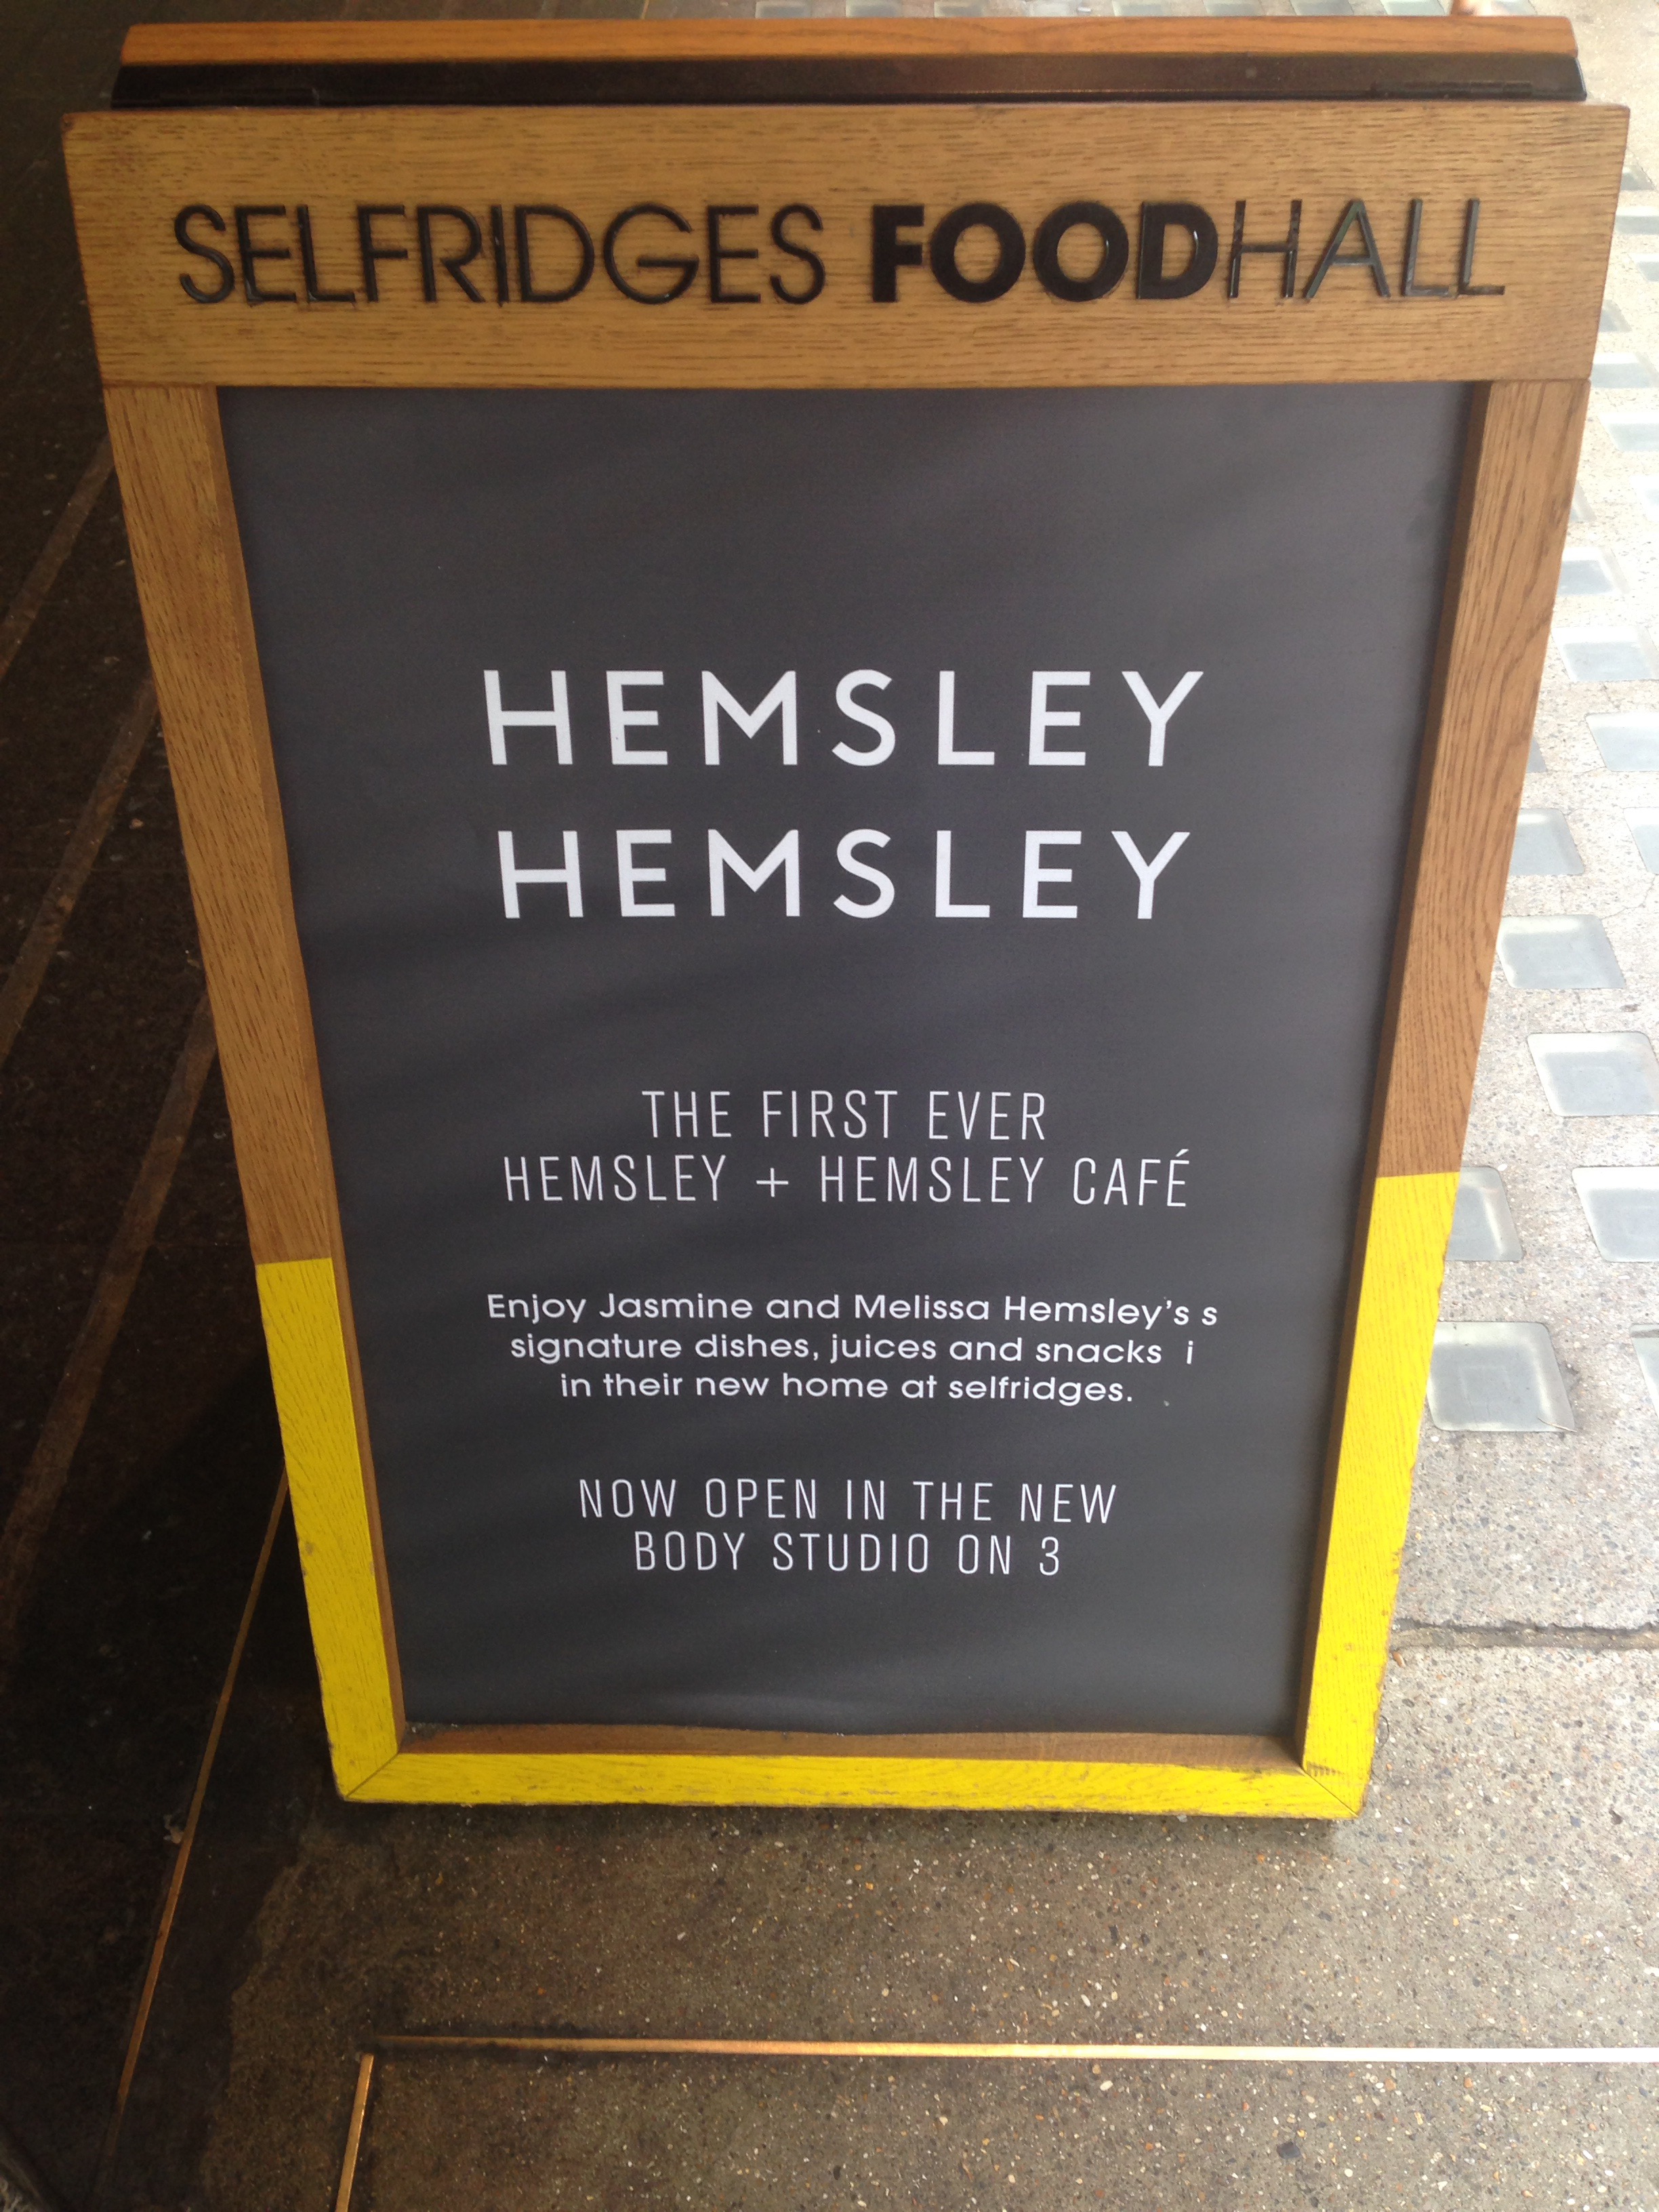 SELFRIDGES FOODHALL
HEMSLEY
HEMSLEY
THE FIRST EVER
HEMSLEY + HEMSLEY CAFÉ
Enjoy Jasmine and Melissa Hemsley's s
signature dishes, juices and snacks i
in their new home at selfridges.
NOW OPEN IN THE NEW
BODY STUDIO ON 3